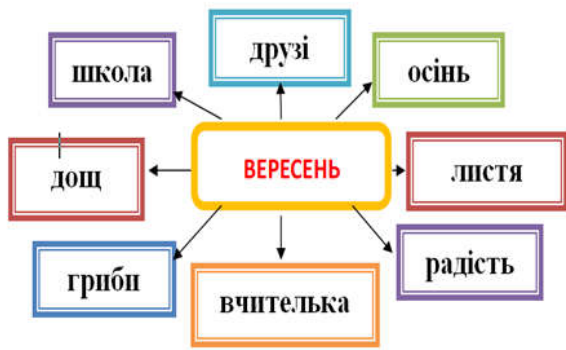 друзі
школа
осінь
ВЕРЕСЕНЬ
дощ
листя
гриби
радість
вчителька